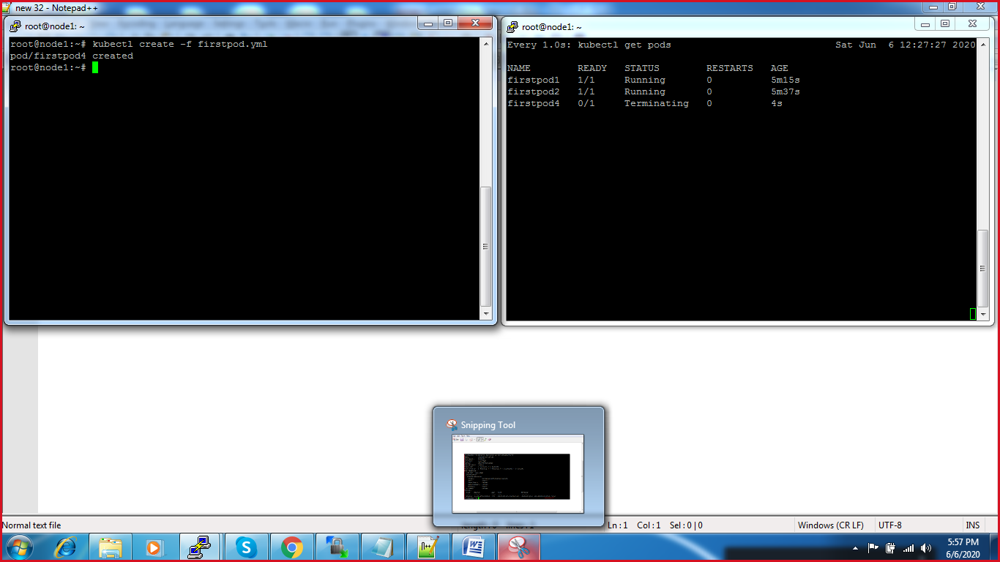 new 32 - Notepad++
root@node1: ~
root@node1:~# kubectl create -f firstpod.yml
pod/firstpod4 created
root@node1:~#
root@node1: ~
Every 1.0s: kubectl get pods Sat Jun 6 12:27:27 2020
NAME READY STATUS RESTARTS AGE
firstpod1 1/1 Running 0 5m15s
firstpod2 1/1 Running 0 5m37s
firstpod4 0/1 Terminating 0 4s
Snipping Tool
Normal text file Ln : 1 Col : 1 Sel : 0 | 0 Windows (CR LF) UTF-8 INS
5:57 PM
6/6/2020